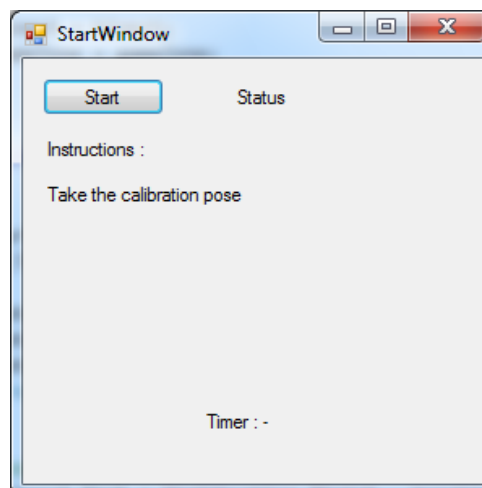 StartWindow
Start Status
Instructions :
Take the calibration pose
Timer : -